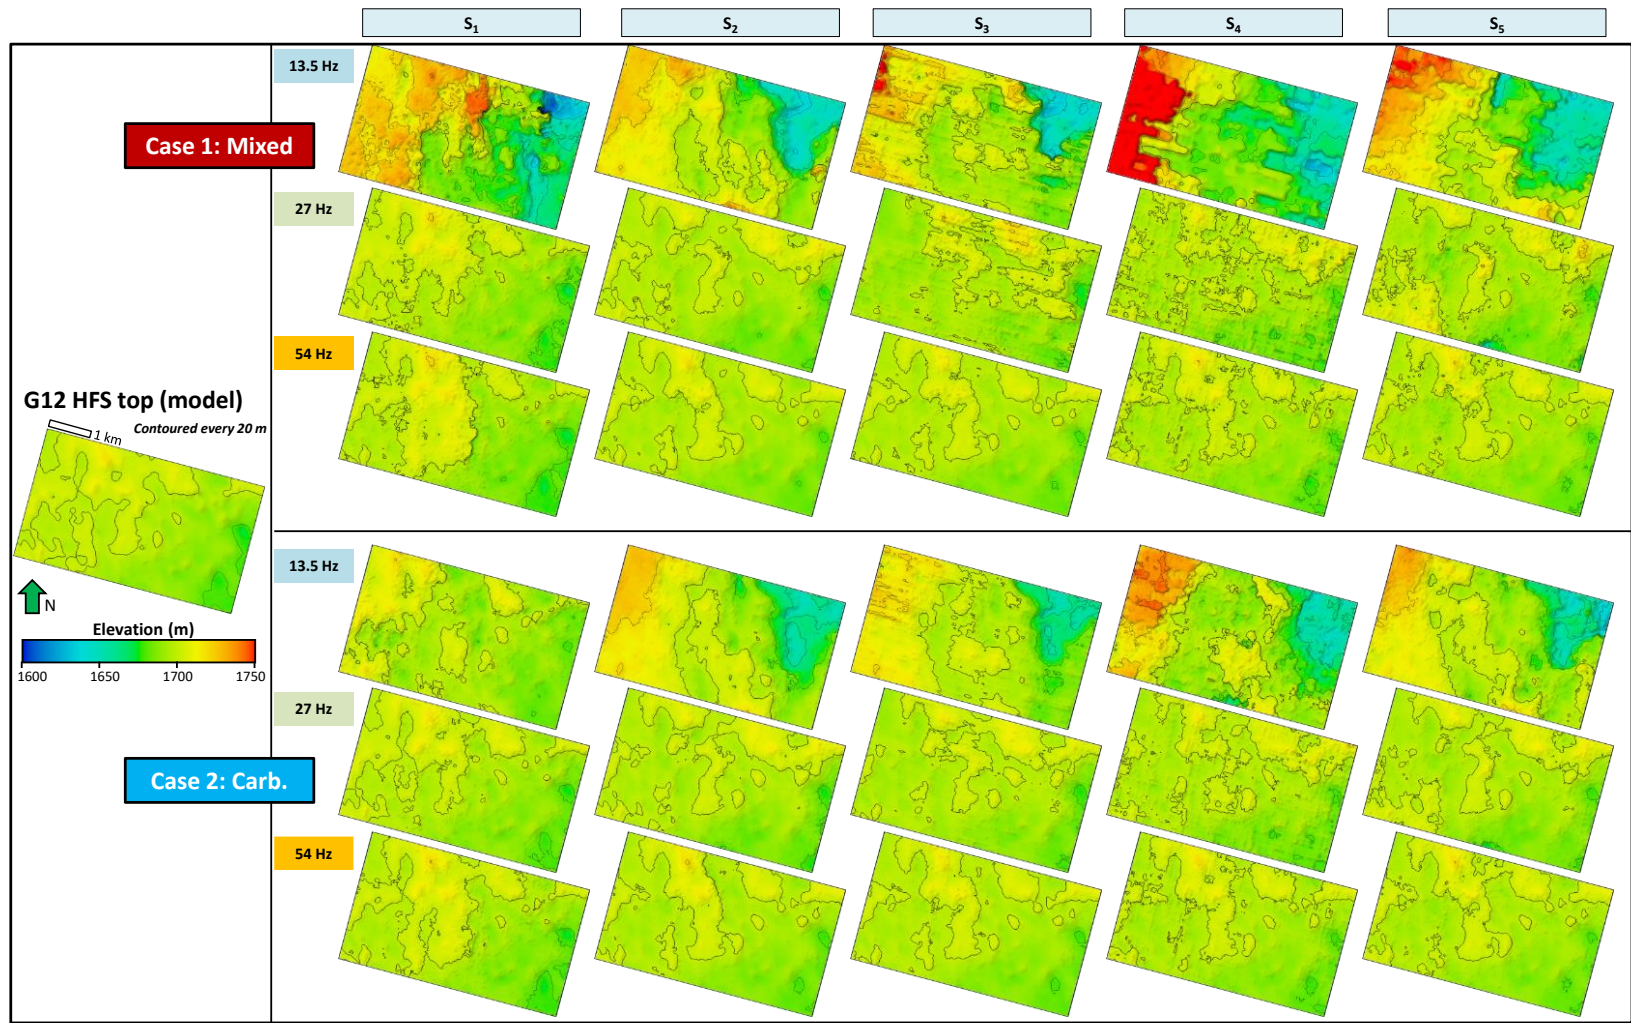 S1 S2 S3 S4 S5
13.5 Hz
Case 1: Mixed
27 Hz
54 Hz
G12 HFS top (model)
Contoured every 20 m
1 km
N
Elevation (m)
1600 1650 1700 1750
13.5 Hz
27 Hz
Case 2: Carb.
54 Hz